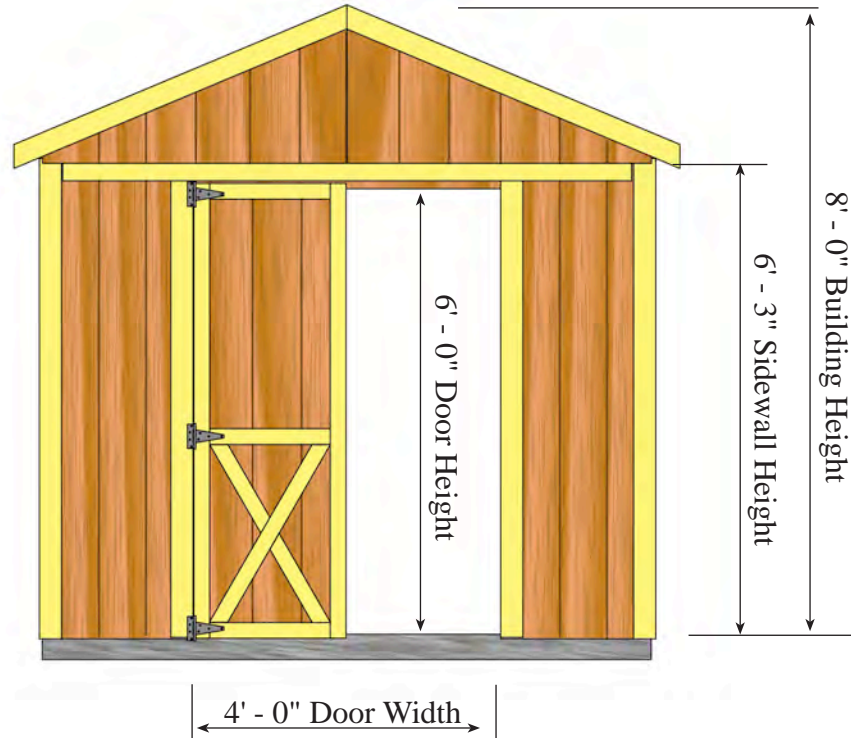 6' - 0" Door Height
6' - 3" Sidewall Height
8' - 0" Building Height
4' - 0" Door Width